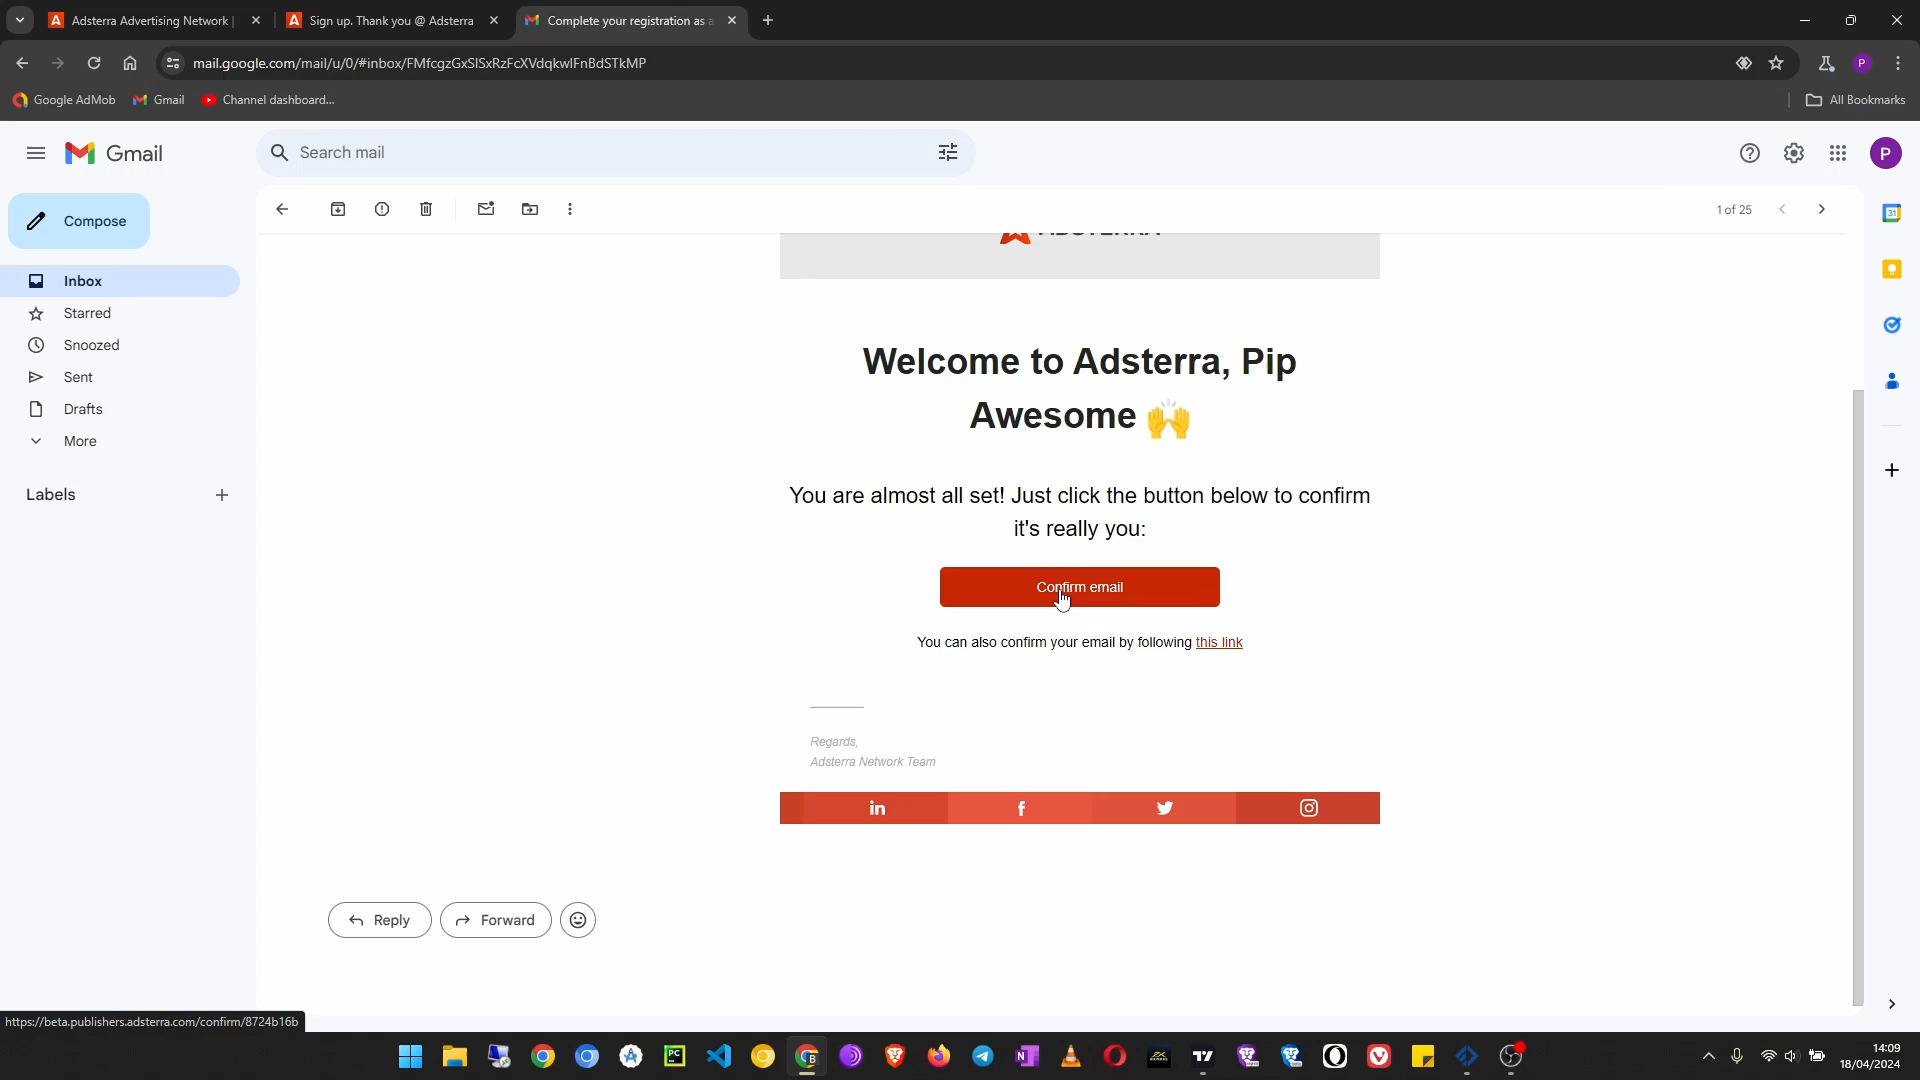 Adsterra Advertising Network |
Sign up. Thank you @ Adsterra
Complete your registration as a
mail.google.com/mail/u/0/#inbox/FMfcgzGxSlSxRzFcXVdqkwlFnBdSTkMP
P
Google AdMob
Gmail
Channel dashboard...
All Bookmarks
Gmail
Search mail
P
Compose
1 of 25
ADSTERRA
Inbox
Starred
Snoozed
Sent
Drafts
More
Labels
Welcome to Adsterra, Pip
Awesome 🙌
You are almost all set! Just click the button below to confirm
it's really you:
Confirm email
You can also confirm your email by following this link
Regards,
Adsterra Network Team
Reply
Forward
https://beta.publishers.adsterra.com/confirm/8724b16b
14:09
18/04/2024